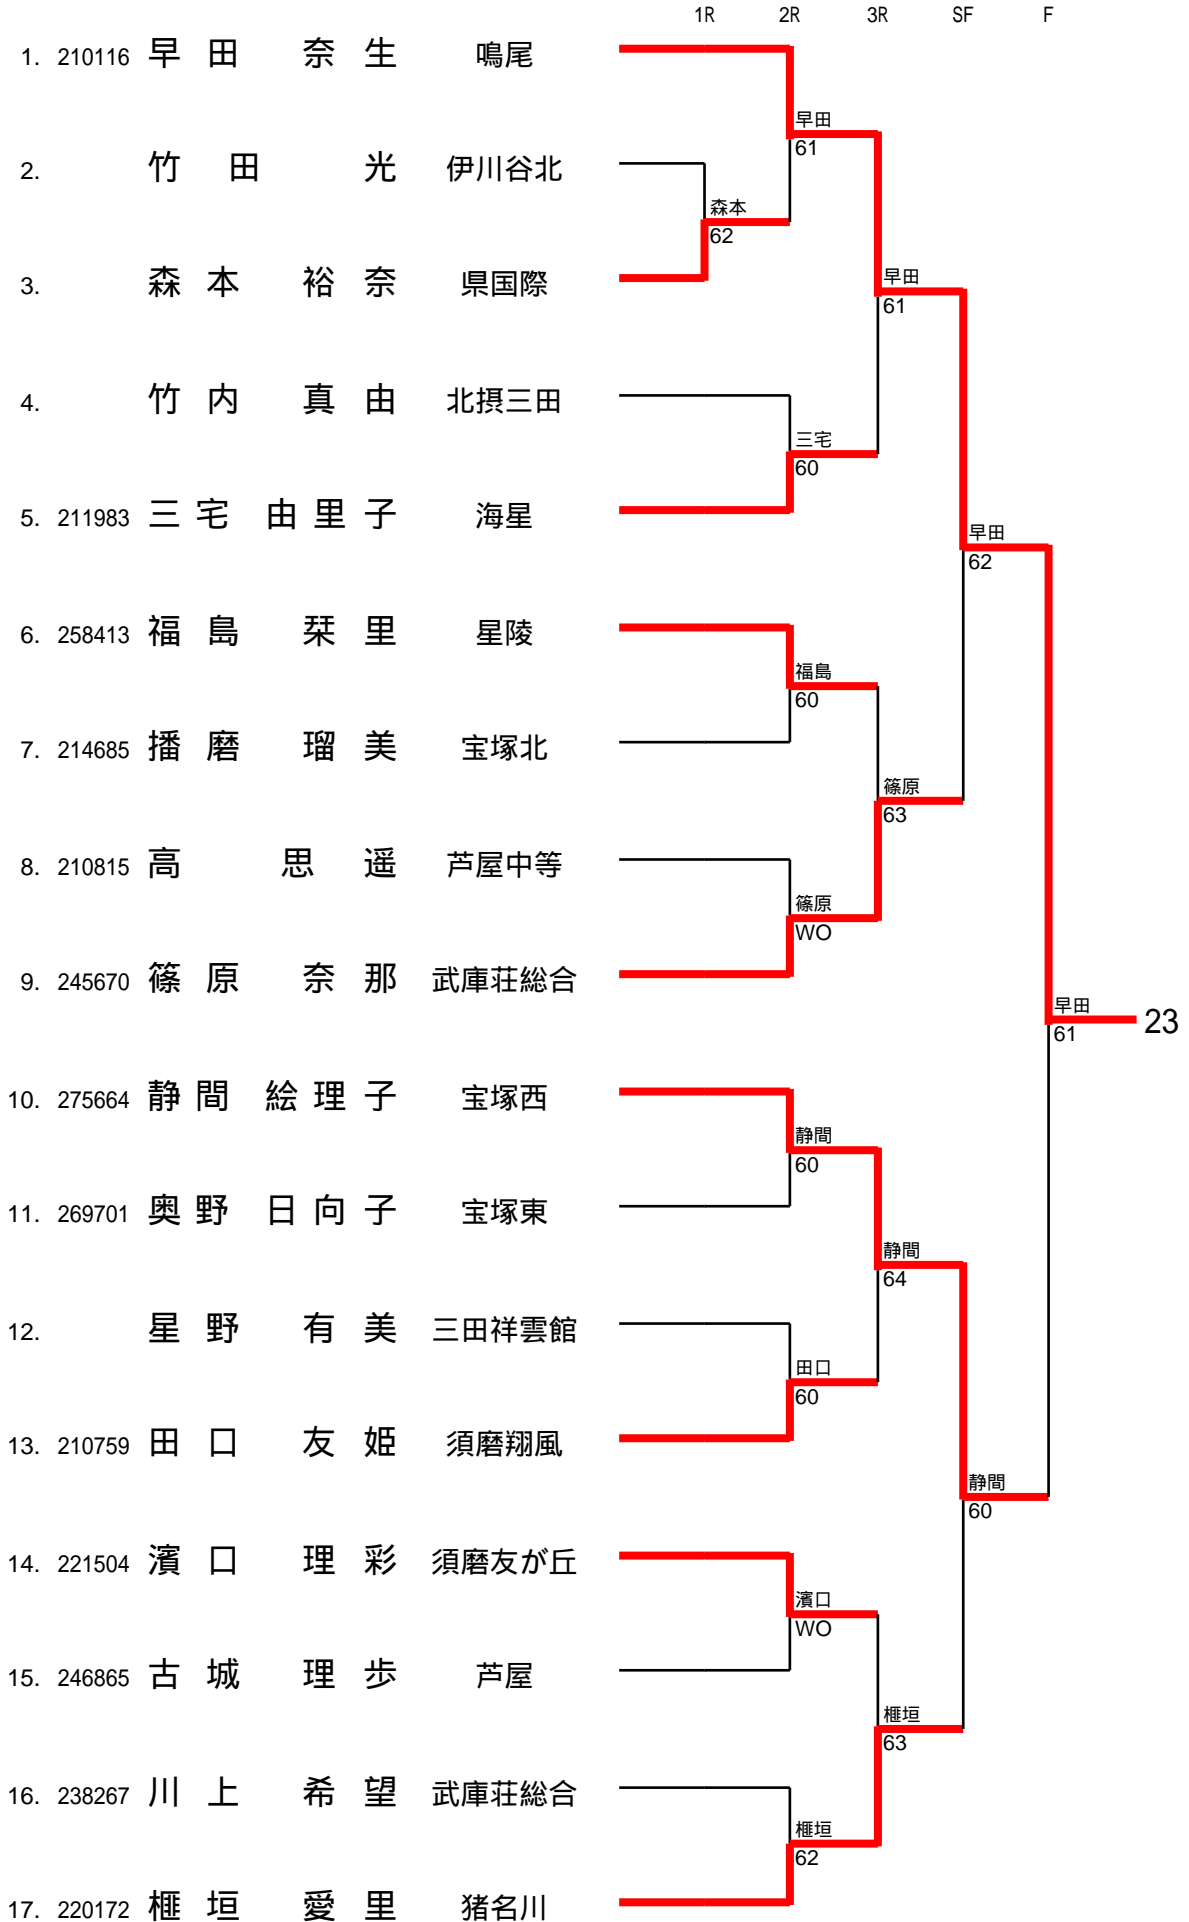 1R 2R 3R SF F
1. 210116 早田 奈生 鳴尾
早田
61
2. 竹田 光 伊川谷北
森本
62
3. 森本 裕奈 県国際
早田
61
4. 竹内 真由 北摂三田
三宅
60
5. 211983 三宅 由里子 海星
早田
62
6. 258413 福島 栞里 星陵
福島
60
7. 214685 播磨 瑠美 宝塚北
篠原
63
8. 210815 高 思遥 芦屋中等
篠原
WO
9. 245670 篠原 奈那 武庫荘総合
早田
61
23
10. 275664 静間 絵理子 宝塚西
静間
60
11. 269701 奥野 日向子 宝塚東
静間
64
12. 星野 有美 三田祥雲館
田口
60
13. 210759 田口 友姫 須磨翔風
静間
60
14. 221504 濱口 理彩 須磨友が丘
濱口
WO
15. 246865 古城 理歩 芦屋
榧垣
63
16. 238267 川上 希望 武庫荘総合
榧垣
62
17. 220172 榧垣 愛里 猪名川